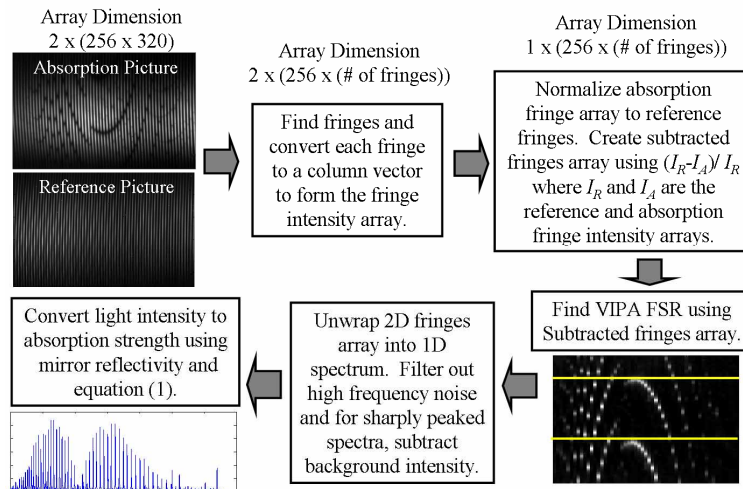 Array Dimension
2 x (256 x 320)
Absorption Picture
Reference Picture
Array Dimension
2 x (256 x (# of fringes))
Find fringes and
convert each fringe
to a column vector
to form the fringe
intensity array.
Array Dimension
1 x (256 x (# of fringes))
Normalize absorption
fringe array to reference
fringes. Create subtracted
fringes array using (IR-IA)/ IR
where IR and IA are the
reference and absorption
fringe intensity arrays.
Find VIPA FSR using
Subtracted fringes array.
Unwrap 2D fringes
array into 1D
spectrum. Filter out
high frequency noise
and for sharply peaked
spectra, subtract
background intensity.
Convert light intensity to
absorption strength using
mirror reflectivity and
equation (1).